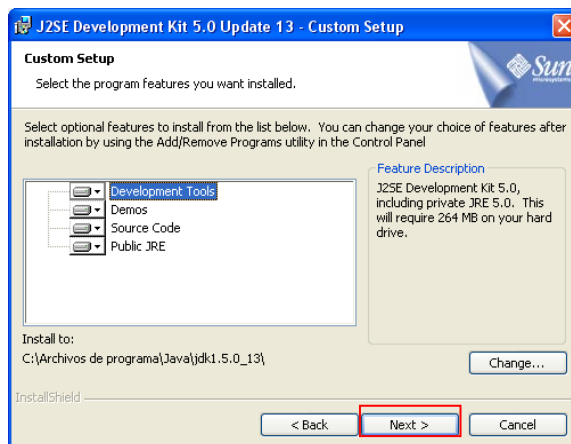 J2SE Development Kit 5.0 Update 13 - Custom Setup
Custom Setup
Select the program features you want installed.
Sun
microsystems
Select optional features to install from the list below.  You can change your choice of features after
installation by using the Add/Remove Programs utility in the Control Panel
Development Tools
Demos
Source Code
Public JRE
Feature Description
J2SE Development Kit 5.0,
including private JRE 5.0.  This
will require 264 MB on your hard
drive.
Install to:
C:\Archivos de programa\Java\jdk1.5.0_13\
Change...
InstallShield
< Back
Next >
Cancel